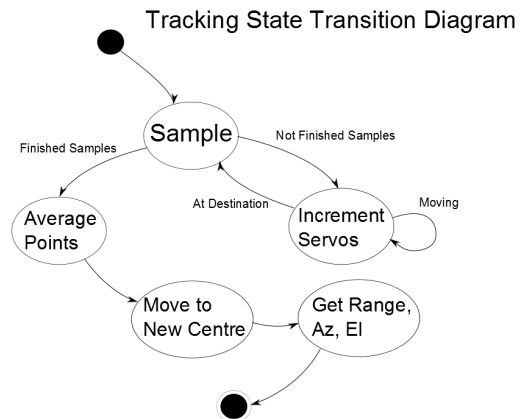 Tracking State Transition Diagram
Sample
Not Finished Samples
Finished Samples
At Destination
Moving
Average
Points
Increment
Servos
Move to
New Centre
Get Range,
Az, El